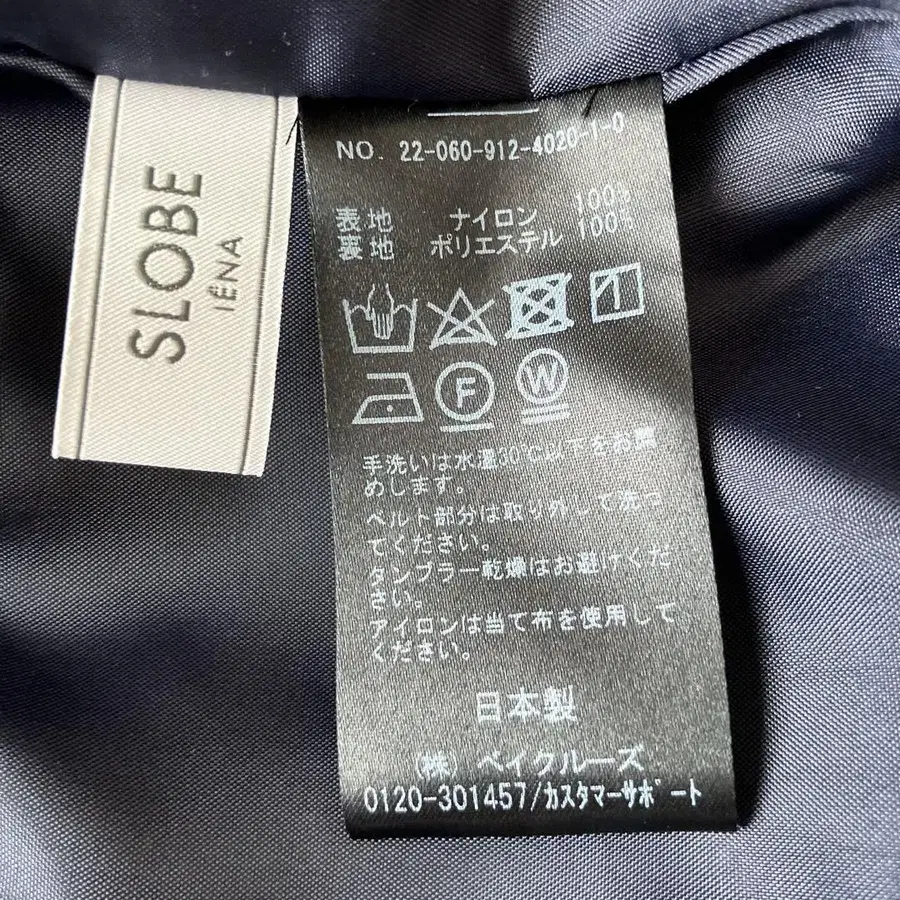 SLOBE
IÉNA
NO. 22-060-912-4020-1-0
表地 ナイロン 100%
裏地 ポリエステル 100%
F W
手洗いは水温30℃以下をお薦
めします。
ベルト部分は取り外して洗っ
てください。
タンブラー乾燥はお避けくだ
さい。
アイロンは当て布を使用して
ください。
日本製
(株) ベイクルーズ
0120-301457/カスタマーサポート